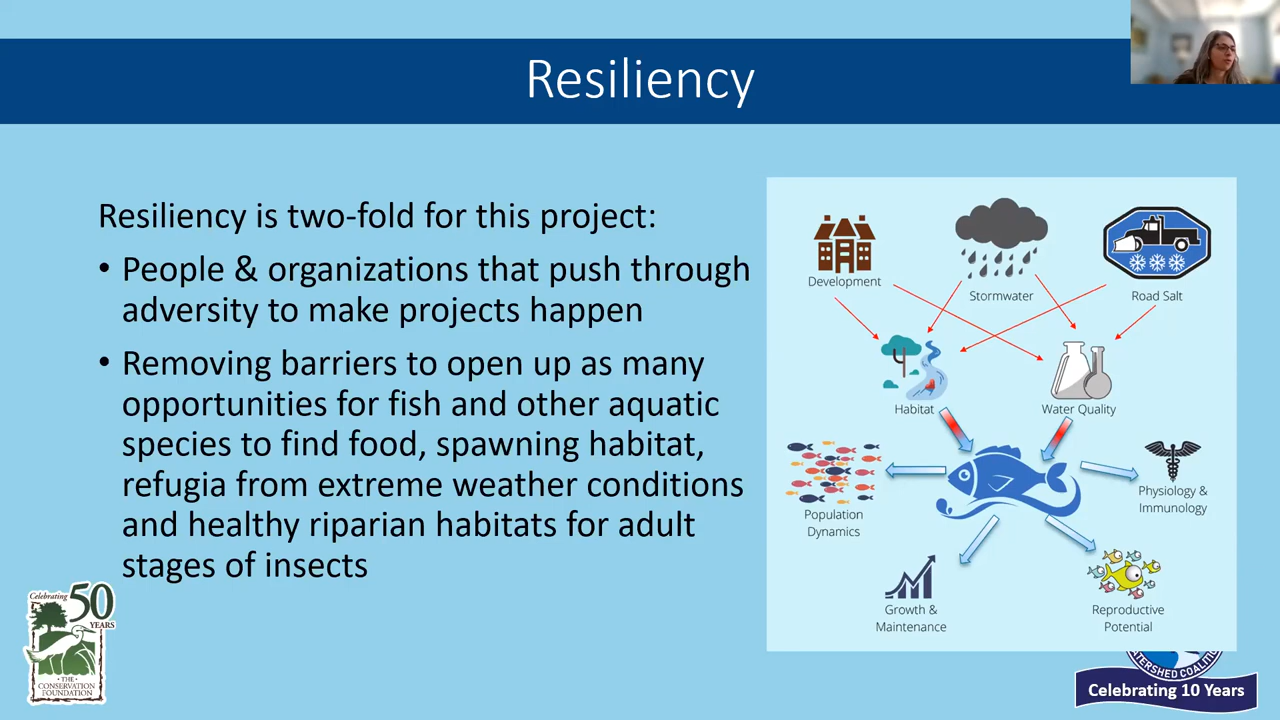 Resiliency
Resiliency is two-fold for this project:
• People & organizations that push through
adversity to make projects happen
• Removing barriers to open up as many
opportunities for fish and other aquatic
species to find food, spawning habitat,
refugia from extreme weather conditions
and healthy riparian habitats for adult
stages of insects
Development
Stormwater
Road Salt
Habitat
Water Quality
Population
Dynamics
Physiology &
Immunology
Growth &
Maintenance
Reproductive
Potential
Celebrating 50
YEARS
• THE •
CONSERVATION
FOUNDATION
COALITIO
Celebrating 10 Years